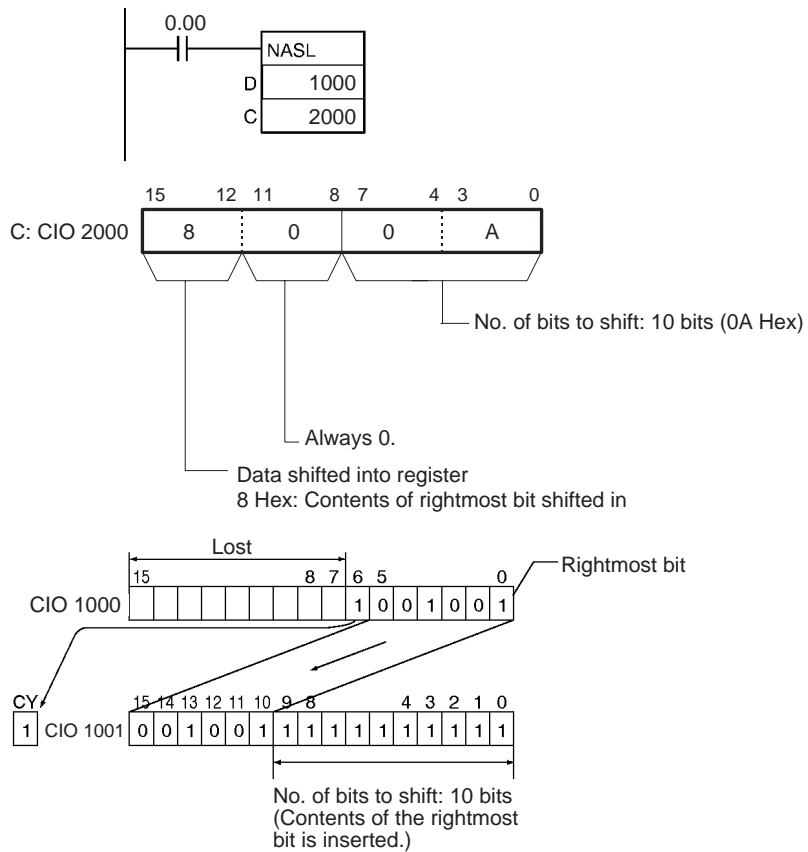 0.00
NASL
D 1000
C 2000
15 12 11 8 7 4 3 0
C: CIO 2000 8 0 0 A
No. of bits to shift: 10 bits (0A Hex)
Always 0.
Data shifted into register
8 Hex: Contents of rightmost bit shifted in
Lost
15 8 7 6 5 0
Rightmost bit
CIO 1000 1 0 0 1 0 0 1
CY 15 14 13 12 11 10 9 8 4 3 2 1 0
1 CIO 1001 0 0 1 0 0 1 1 1 1 1 1 1 1 1 1 1
No. of bits to shift: 10 bits
(Contents of the rightmost
bit is inserted.)